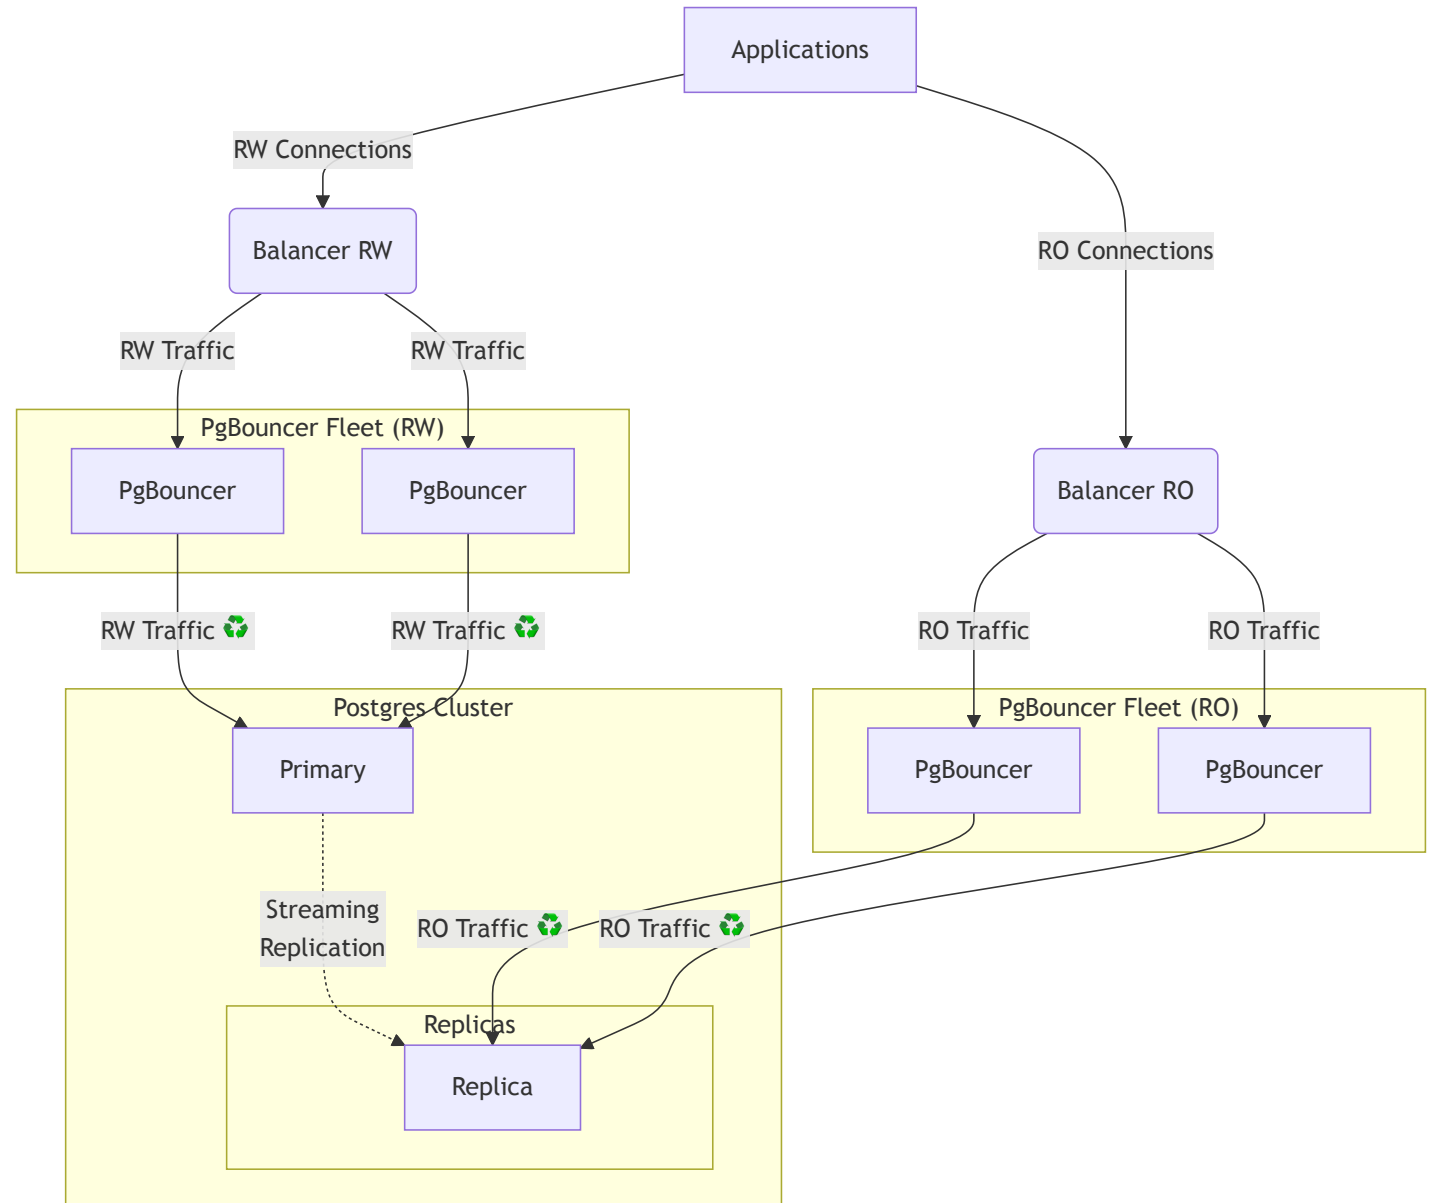 Applications
RW Connections
Balancer RW
RO Connections
RW Traffic
RW Traffic
PgBouncer Fleet (RW)
PgBouncer
PgBouncer
Balancer RO
RW Traffic ♻
RW Traffic ♻
RO Traffic
RO Traffic
Postgres Cluster
PgBouncer Fleet (RO)
Primary
PgBouncer
PgBouncer
Streaming
Replication
RO Traffic ♻
RO Traffic ♻
Replicas
Replica